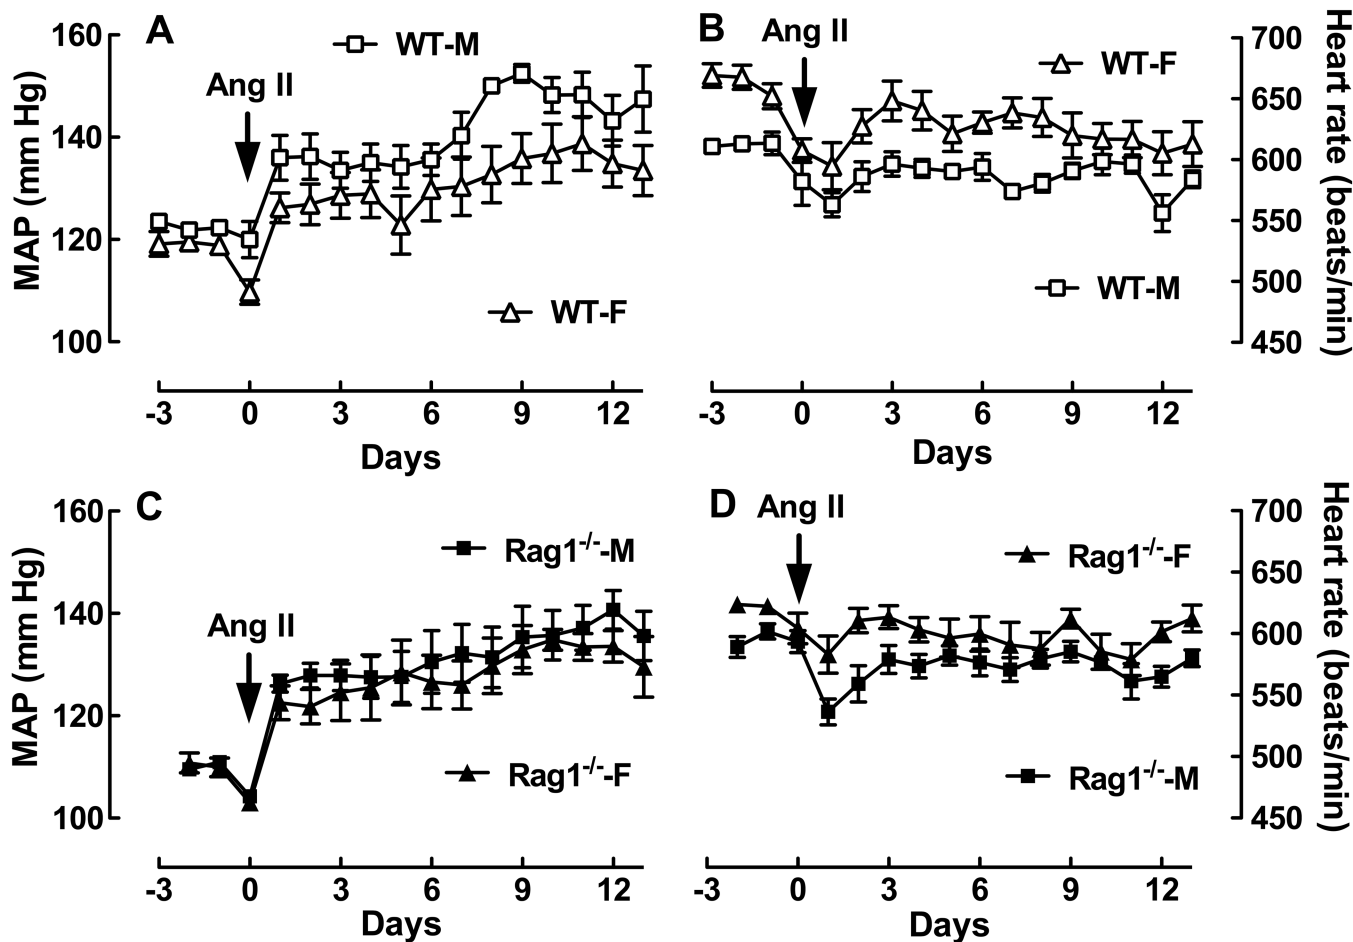 A
B
WT-M
Ang II
WT-F
MAP (mm Hg)
160
140
120
100
-3 0 3 6 9 12
Days
Ang II
WT-F
WT-M
Heart rate (beats/min)
700
650
600
550
500
450
-3 0 3 6 9 12
Days
C
D
Rag1-/--M
Ang II
Rag1-/--F
MAP (mm Hg)
160
140
120
100
-3 0 3 6 9 12
Days
Ang II
Rag1-/--F
Rag1-/--M
Heart rate (beats/min)
700
650
600
550
500
450
-3 0 3 6 9 12
Days